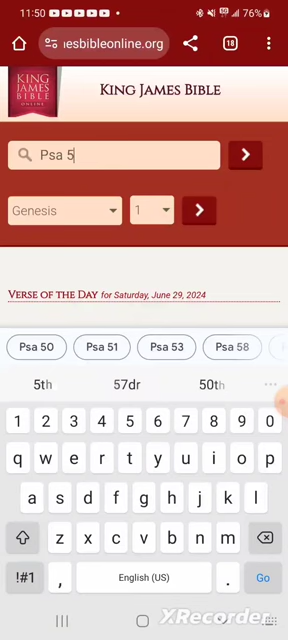 11:50 76%
nesbibleonline.org 18
KING JAMES BIBLE ONLINE
KING JAMES BIBLE
Psa 5
Genesis 1
VERSE OF THE DAY for Saturday, June 29, 2024
Psa 50 Psa 51 Psa 53 Psa 58
5th 57dr 50th ...
1 2 3 4 5 6 7 8 9 0
q w e r t y u i o p
a s d f g h j k l
z x c v b n m
!#1 , English (US) . Go
XRecorder